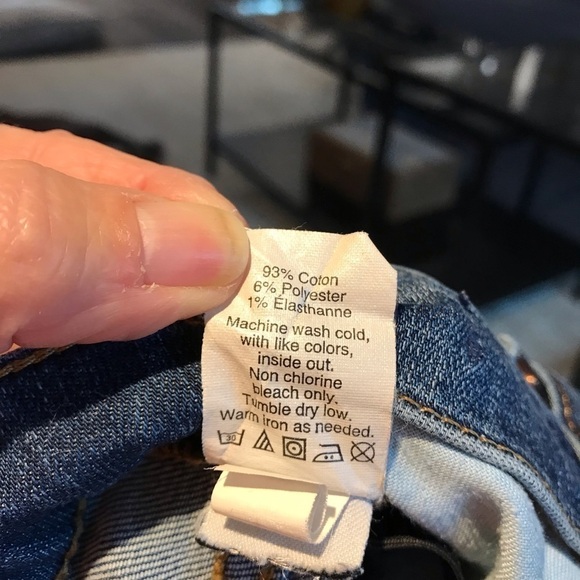 93% Coton
6% Polyester
1% Elasthanne
Machine wash cold,
with like colors,
inside out.
Non chlorine
bleach only.
Tumble dry low.
Warm iron as needed.
30